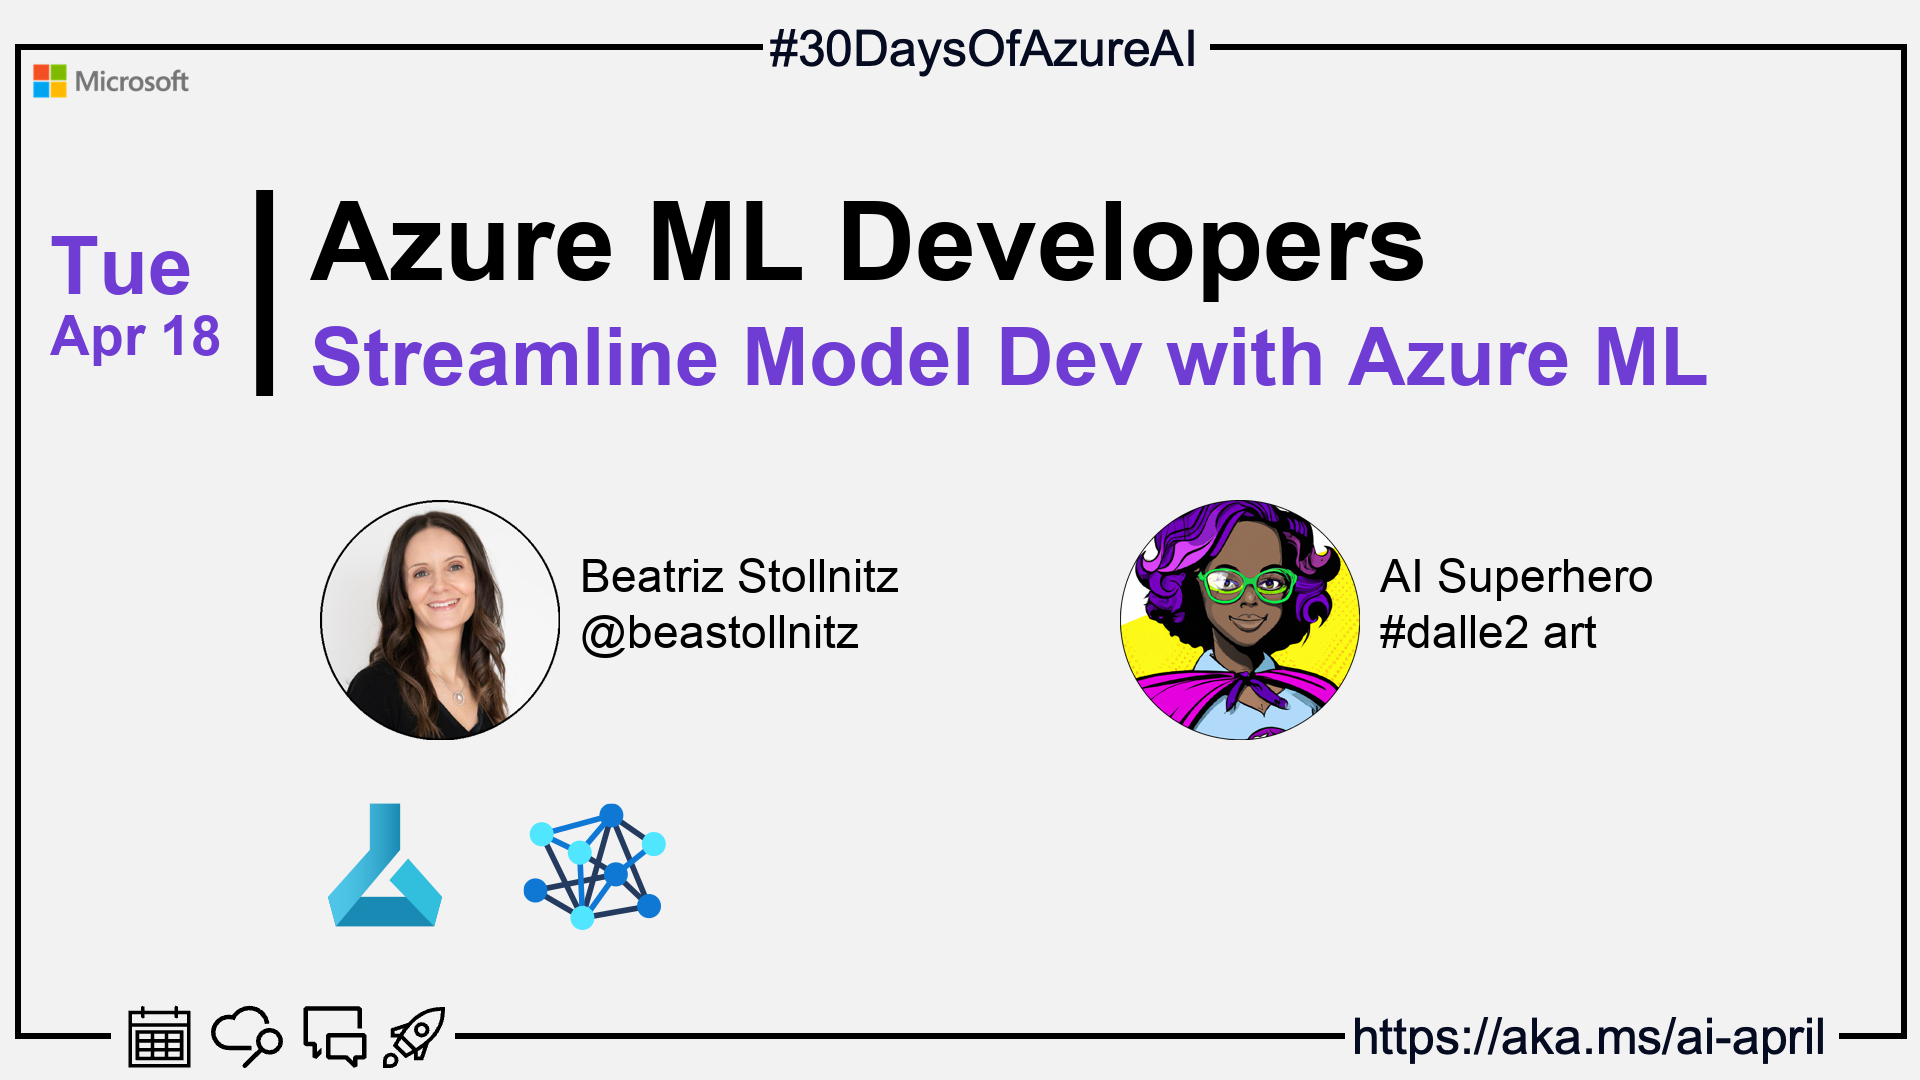 #30DaysOfAzureAI
Microsoft
Tue
Apr 18
Azure ML Developers
Streamline Model Dev with Azure ML
Beatriz Stollnitz
@beastollnitz
AI Superhero
#dalle2 art
https://aka.ms/ai-april